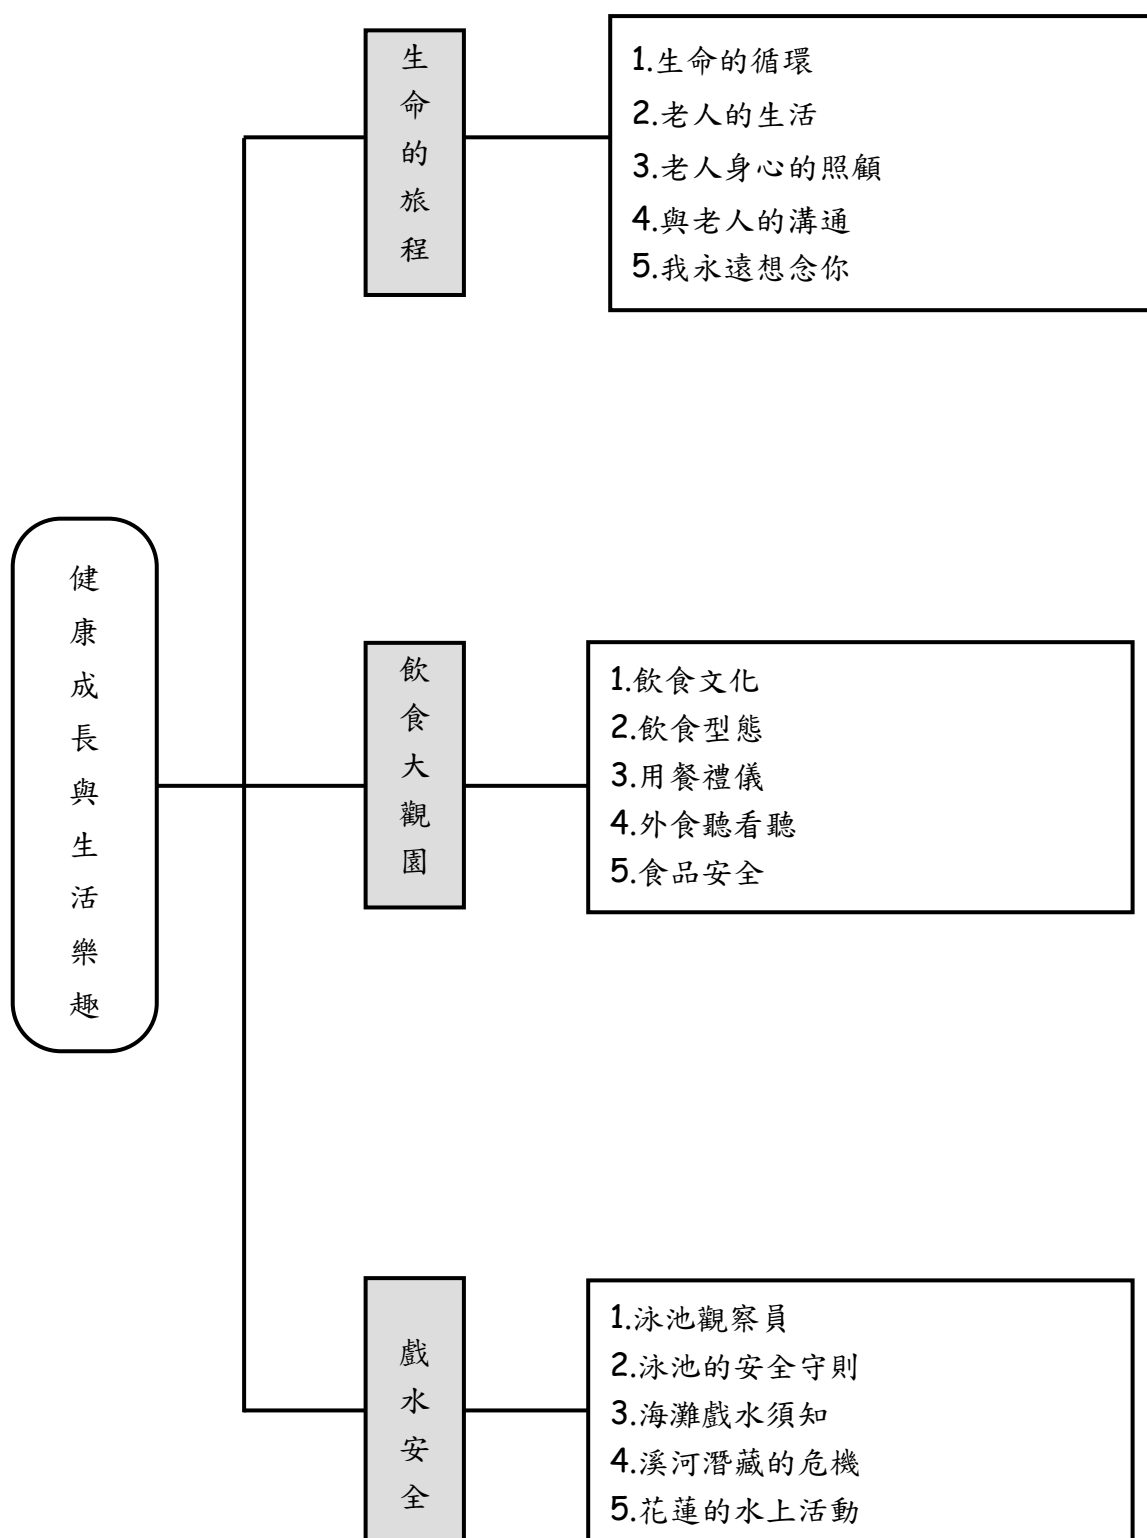 健康成長與生活樂趣
生命的旅程
1.生命的循環
2.老人的生活
3.老人身心的照顧
4.與老人的溝通
5.我永遠想念你
飲食大觀園
1.飲食文化
2.飲食型態
3.用餐禮儀
4.外食聽看聽
5.食品安全
戲水安全
1.泳池觀察員
2.泳池的安全守則
3.海灘戲水須知
4.溪河潛藏的危機
5.花蓮的水上活動